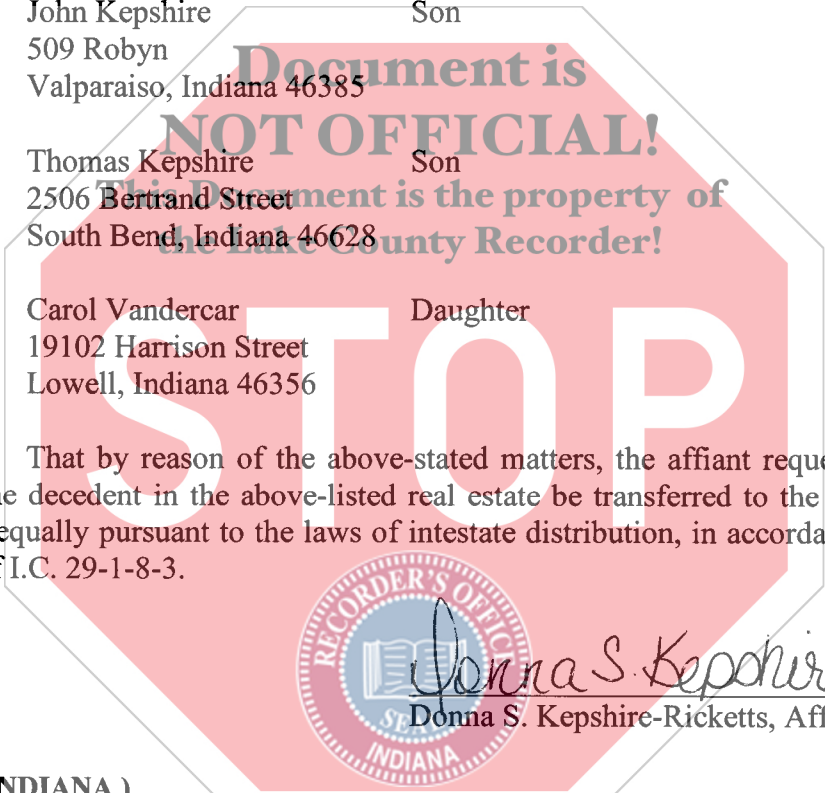 John Kepshire Son
509 Robyn
Valparaiso, Indiana 46385
Document is
NOT OFFICIAL!
Thomas Kepshire Son
2506 Bertrand Street
This Document is the property of
South Bend, Indiana 46628
the Lake County Recorder!
Carol Vandercar Daughter
19102 Harrison Street
Lowell, Indiana 46356
STOP
That by reason of the above-stated matters, the affiant reque
e decedent in the above-listed real estate be transferred to the
equally pursuant to the laws of intestate distribution, in accorda
I.C. 29-1-8-3.
RECORDER'S OFFICE
SEAL
INDIANA
Donna S. Kepshir
Donna S. Kepshire-Ricketts, Aff
NDIANA )